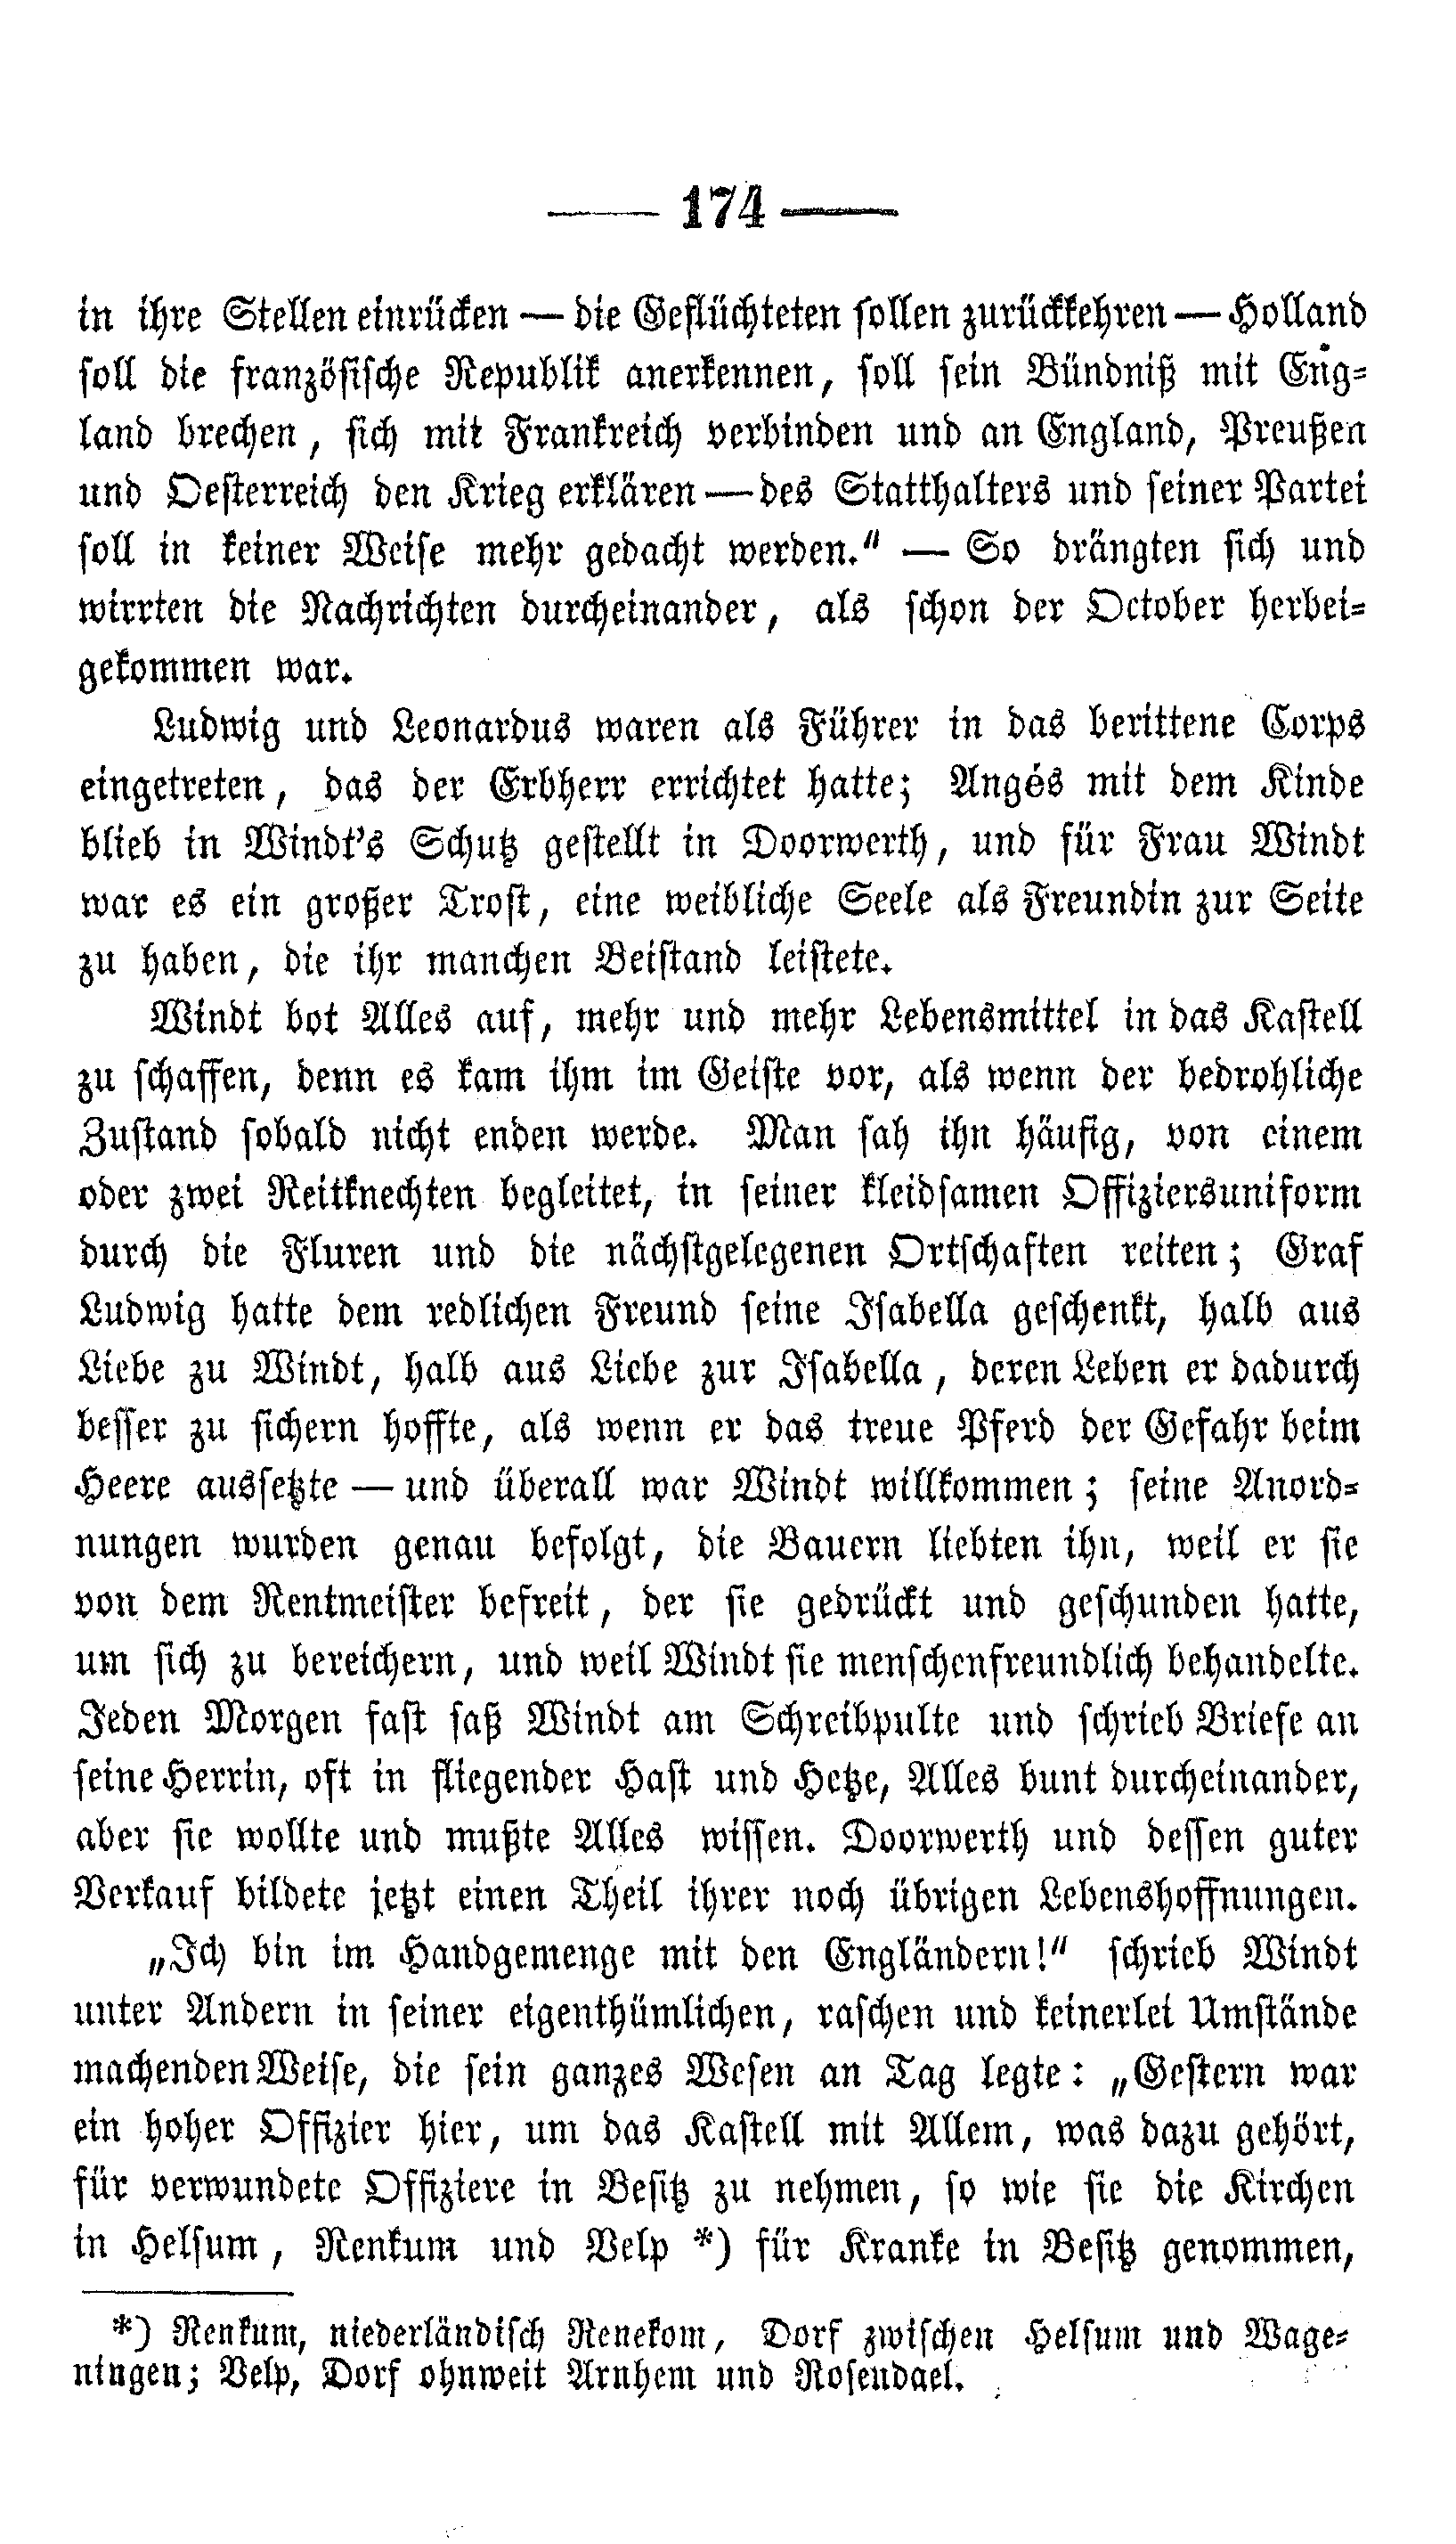 — 174 —
in ihre Stellen einrücken — die Geflüchteten sollen zurückkehren — Holland
soll die französische Republik anerkennen, soll sein Bündniß mit Eng-
land brechen, sich mit Frankreich verbinden und an England, Preußen
und Oesterreich den Krieg erklären — des Statthalters und seiner Partei
soll in keiner Weise mehr gedacht werden.“ — So drängten sich und
wirrten die Nachrichten durcheinander, als schon der October herbei-
gekommen war.
Ludwig und Leonardus waren als Führer in das berittene Corps
eingetreten, das der Erbherr errichtet hatte; Angés mit dem Kinde
blieb in Windt's Schutz gestellt in Doorwerth, und für Frau Windt
war es ein großer Trost, eine weibliche Seele als Freundin zur Seite
zu haben, die ihr manchen Beistand leistete.
Windt bot Alles auf, mehr und mehr Lebensmittel in das Kastell
zu schaffen, denn es kam ihm im Geiste vor, als wenn der bedrohliche
Zustand sobald nicht enden werde. Man sah ihn häufig, von einem
oder zwei Reitknechten begleitet, in seiner kleidsamen Offiziersuniform
durch die Fluren und die nächstgelegenen Ortschaften reiten; Graf
Ludwig hatte dem redlichen Freund seine Isabella geschenkt, halb aus
Liebe zu Windt, halb aus Liebe zur Isabella, deren Leben er dadurch
besser zu sichern hoffte, als wenn er das treue Pferd der Gefahr beim
Heere aussetzte — und überall war Windt willkommen; seine Anord-
nungen wurden genau befolgt, die Bauern liebten ihn, weil er sie
von dem Rentmeister befreit, der sie gedrückt und geschunden hatte,
um sich zu bereichern, und weil Windt sie menschenfreundlich behandelte.
Jeden Morgen fast saß Windt am Schreibpulte und schrieb Briefe an
seine Herrin, oft in fliegender Hast und Hetze, Alles bunt durcheinander,
aber sie wollte und mußte Alles wissen. Doorwerth und dessen guter
Verkauf bildete jetzt einen Theil ihrer noch übrigen Lebenshoffnungen.
„Ich bin im Handgemenge mit den Engländern!“ schrieb Windt
unter Andern in seiner eigenthümlichen, raschen und keinerlei Umstände
machenden Weise, die sein ganzes Wesen an Tag legte: „Gestern war
ein hoher Offizier hier, um das Kastell mit Allem, was dazu gehört,
für verwundete Offiziere in Besitz zu nehmen, so wie sie die Kirchen
in Helsum, Renkum und Velp *) für Kranke in Besitz genommen,
*) Renkum, niederländisch Renekom, Dorf zwischen Helsum und Wage-
ningen; Velp, Dorf ohnweit Arnhem und Rosendael.